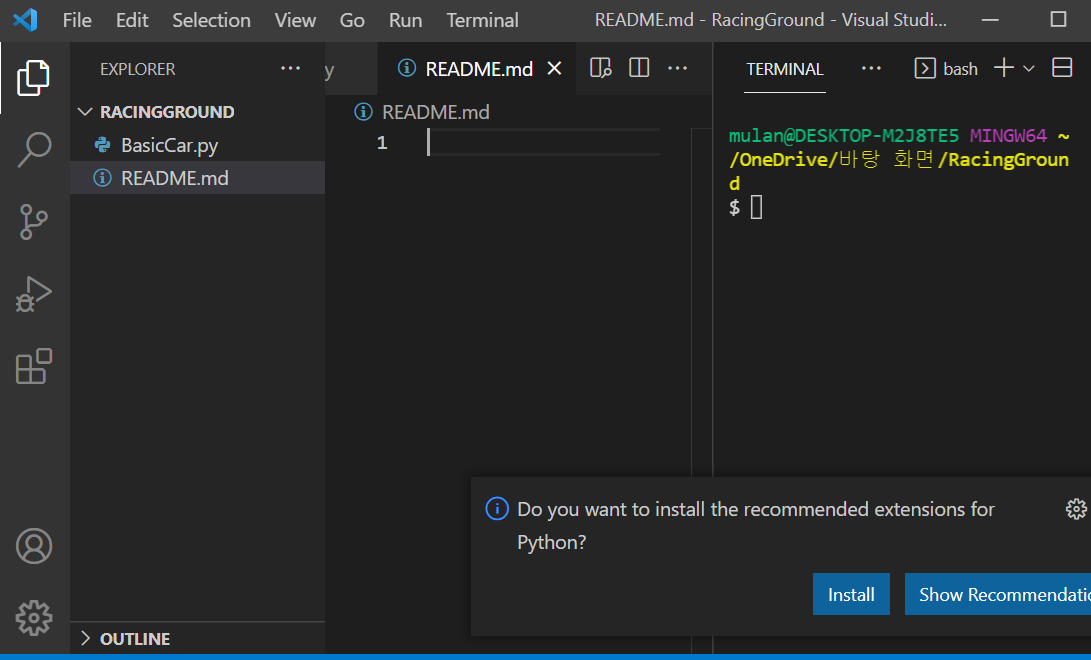 File Edit Selection View Go Run Terminal README.md - RacingGround - Visual Studi...
EXPLORER
RACINGGROUND
BasicCar.py
README.md
OUTLINE
y README.md
README.md
1
TERMINAL bash
mulan@DESKTOP-M2J8TE5 MINGW64 ~
/OneDrive/바탕 화면/RacingGroun
d
$
Do you want to install the recommended extensions for
Python?
Install Show Recommendatio